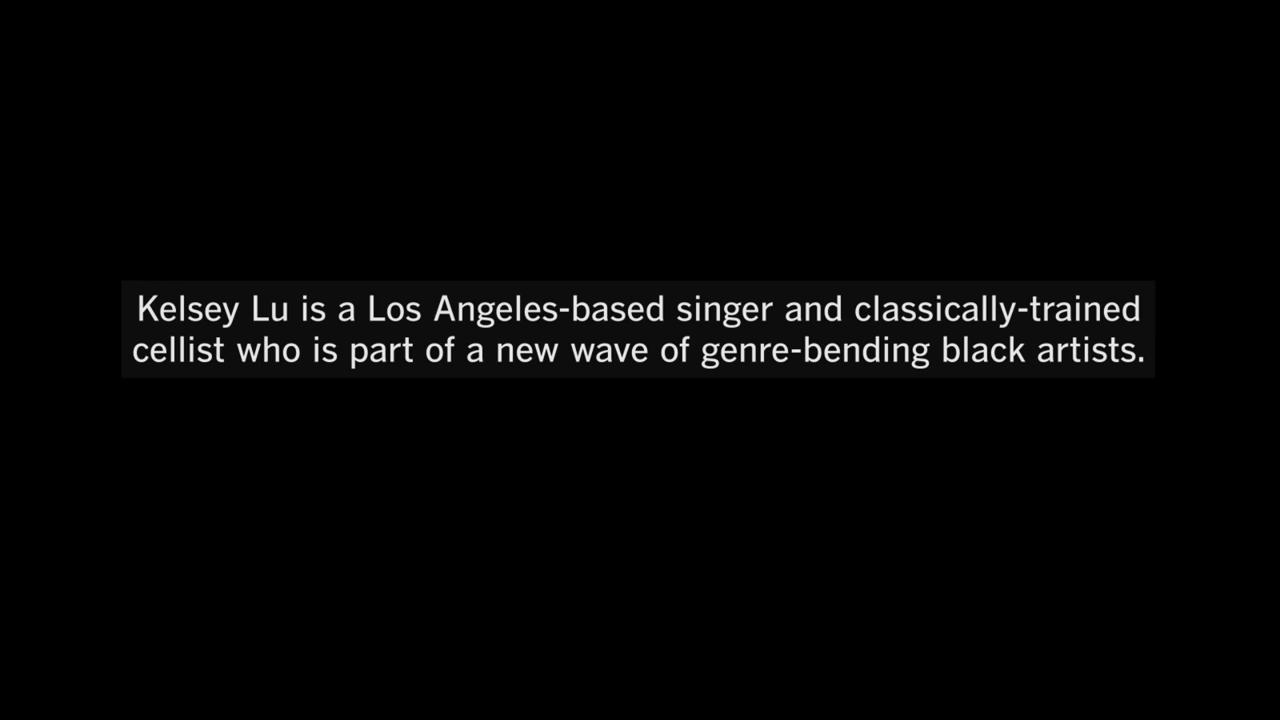 Kelsey Lu is a Los Angeles-based singer and classically-trained
cellist who is part of a new wave of genre-bending black artists.